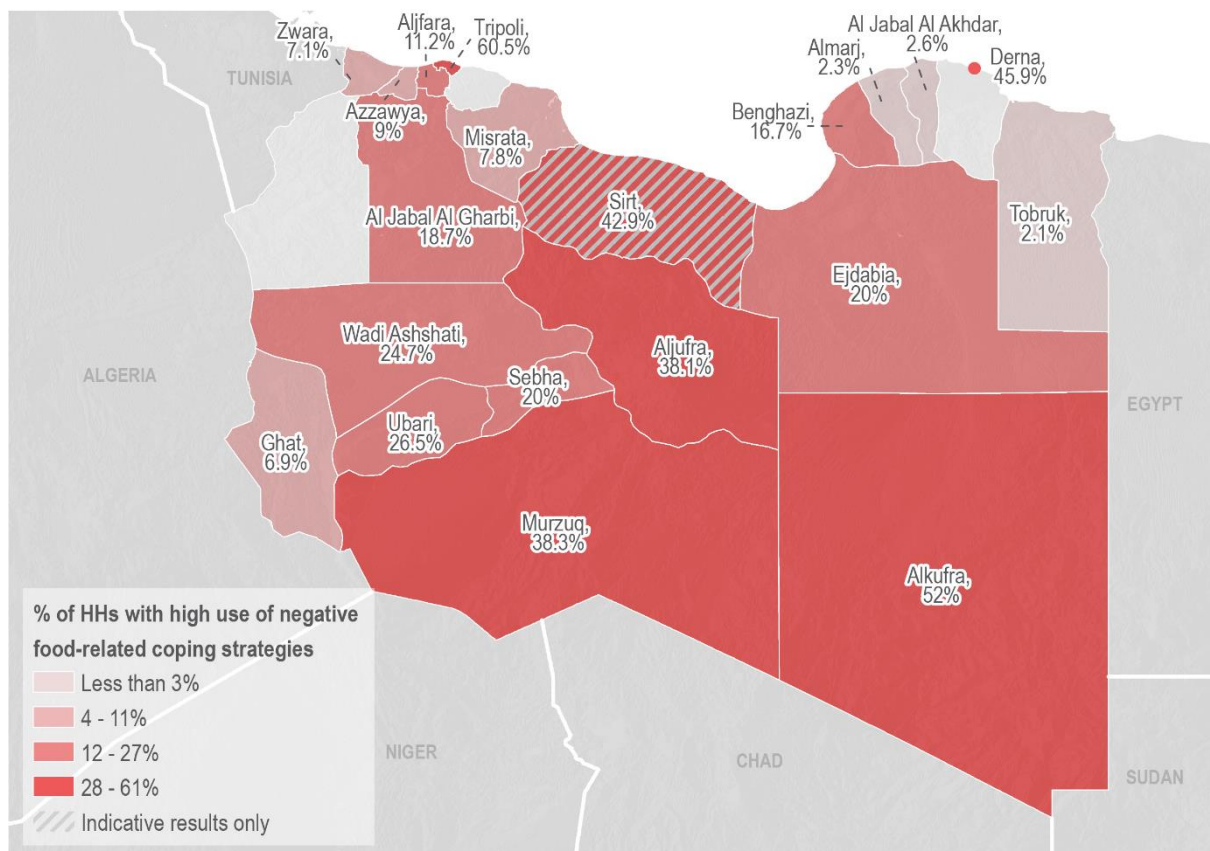 Zwara,
7.1%
Aljfara,
11.2%
Tripoli,
60.5%
Al Jabal Al Akhdar,
2.6%
Almarj,
2.3%
Derna,
45.9%
TUNISIA
Azzawya,
9%
Benghazi,
16.7%
Misrata,
7.8%
Sirt,
42.9%
Al Jabal Al Gharbi,
18.7%
Tobruk,
2.1%
Ejdabia,
20%
Wadi Ashshati,
24.7%
Aljufra,
38.1%
ALGERIA
Sebha,
20%
EGYPT
Ubari,
26.5%
Ghat,
6.9%
Murzuq,
38.3%
Alkufra,
52%
% of HHs with high use of negative
food-related coping strategies
Less than 3%
4 - 11%
12 - 27%
28 - 61%
Indicative results only
NIGER
CHAD
SUDAN